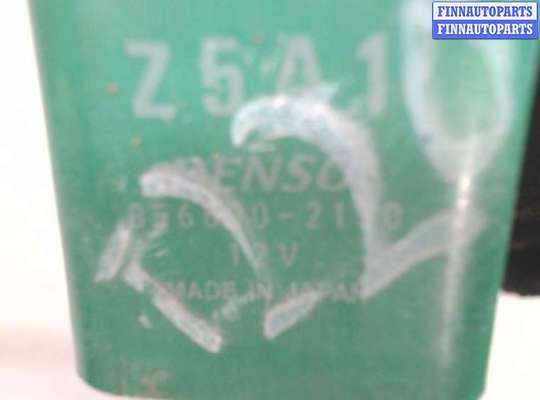 FINNAUTOPARTS
FINNAUTOPARTS
Z5A1
DENSO
12V
MADE IN JAPAN